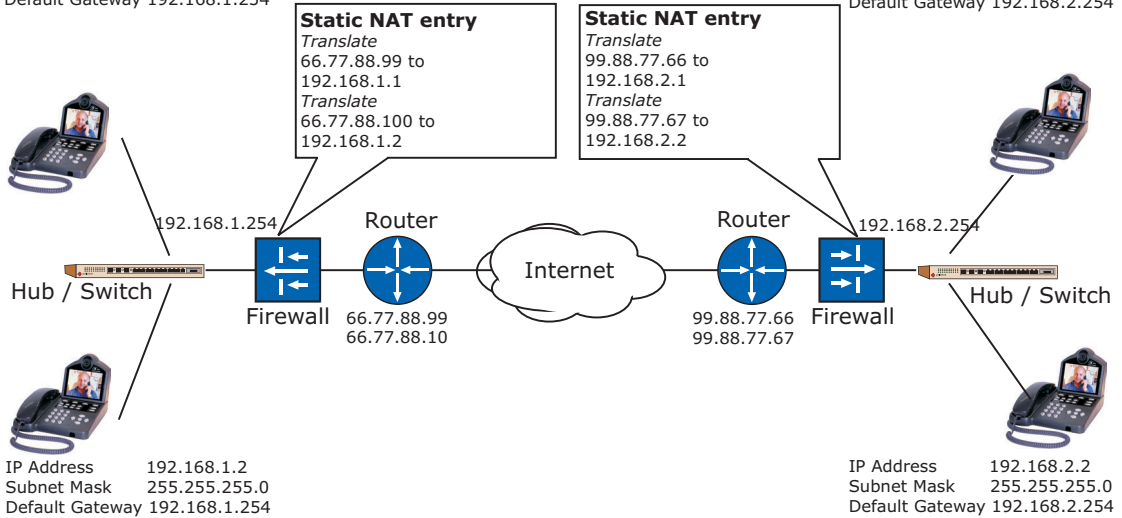 Default Gateway 192.168.1.254
Default Gateway 192.168.2.254
Static NAT entry
Translate
66.77.88.99 to
192.168.1.1
Translate
66.77.88.100 to
192.168.1.2
Static NAT entry
Translate
99.88.77.66 to
192.168.2.1
Translate
99.88.77.67 to
192.168.2.2
192.168.1.254
Router
Router
192.168.2.254
Internet
Hub / Switch
Firewall
66.77.88.99
66.77.88.10
99.88.77.66
99.88.77.67
Firewall
Hub / Switch
IP Address 192.168.1.2
Subnet Mask 255.255.255.0
Default Gateway 192.168.1.254
IP Address 192.168.2.2
Subnet Mask 255.255.255.0
Default Gateway 192.168.2.254